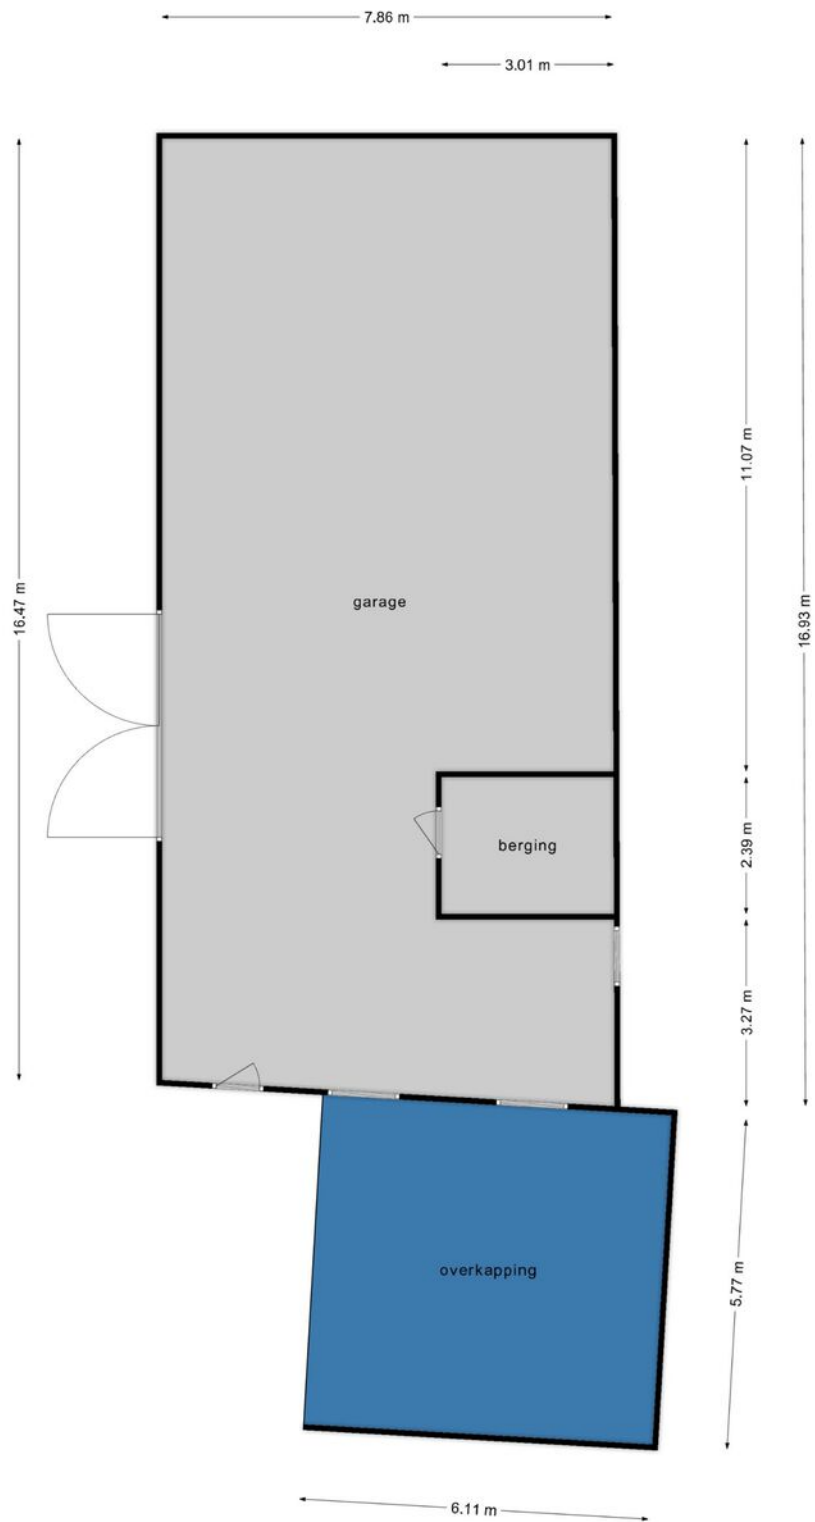 7.86 m
3.01 m
11.07 m
16.47 m
garage
16.93 m
berging
2.39 m
3.27 m
overkapping
5.77 m
6.11 m